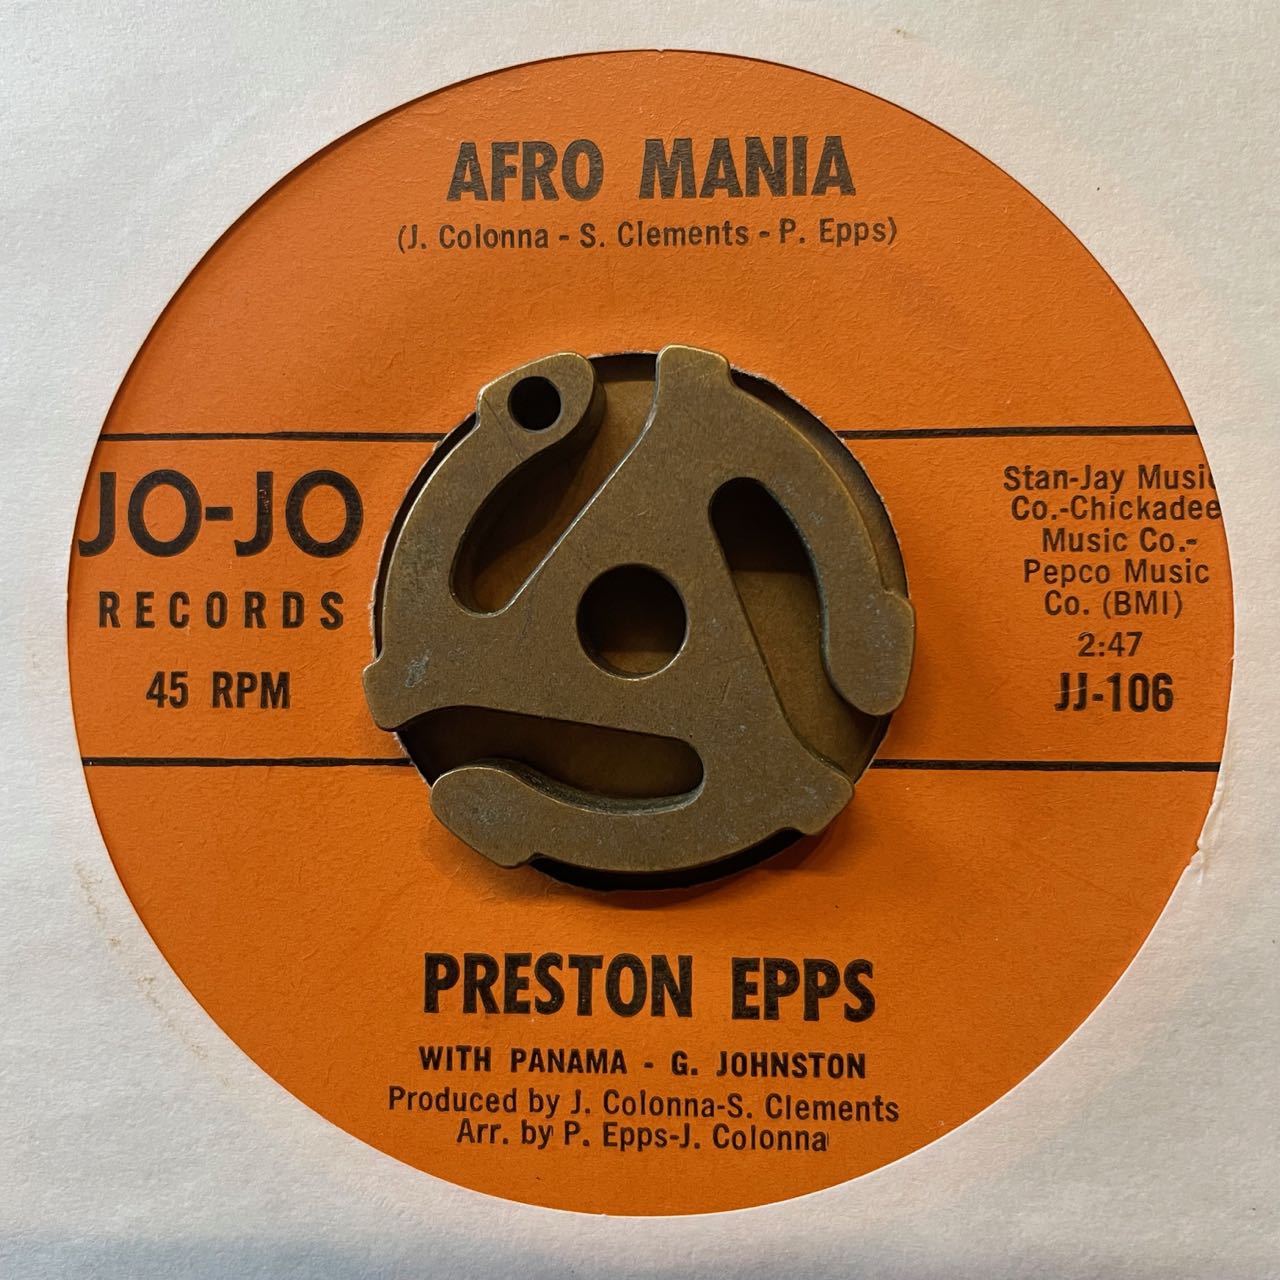 AFRO MANIA
(J. Colonna - S. Clements - P. Epps)
JO-JO
RECORDS
45 RPM
Stan-Jay Music
Co.-Chickadee
Music Co.-
Pepco Music
Co. (BMI)
2:47
JJ-106
PRESTON EPPS
WITH PANAMA - G. JOHNSTON
Produced by J. Colonna-S. Clements
Arr. by P. Epps-J. Colonna